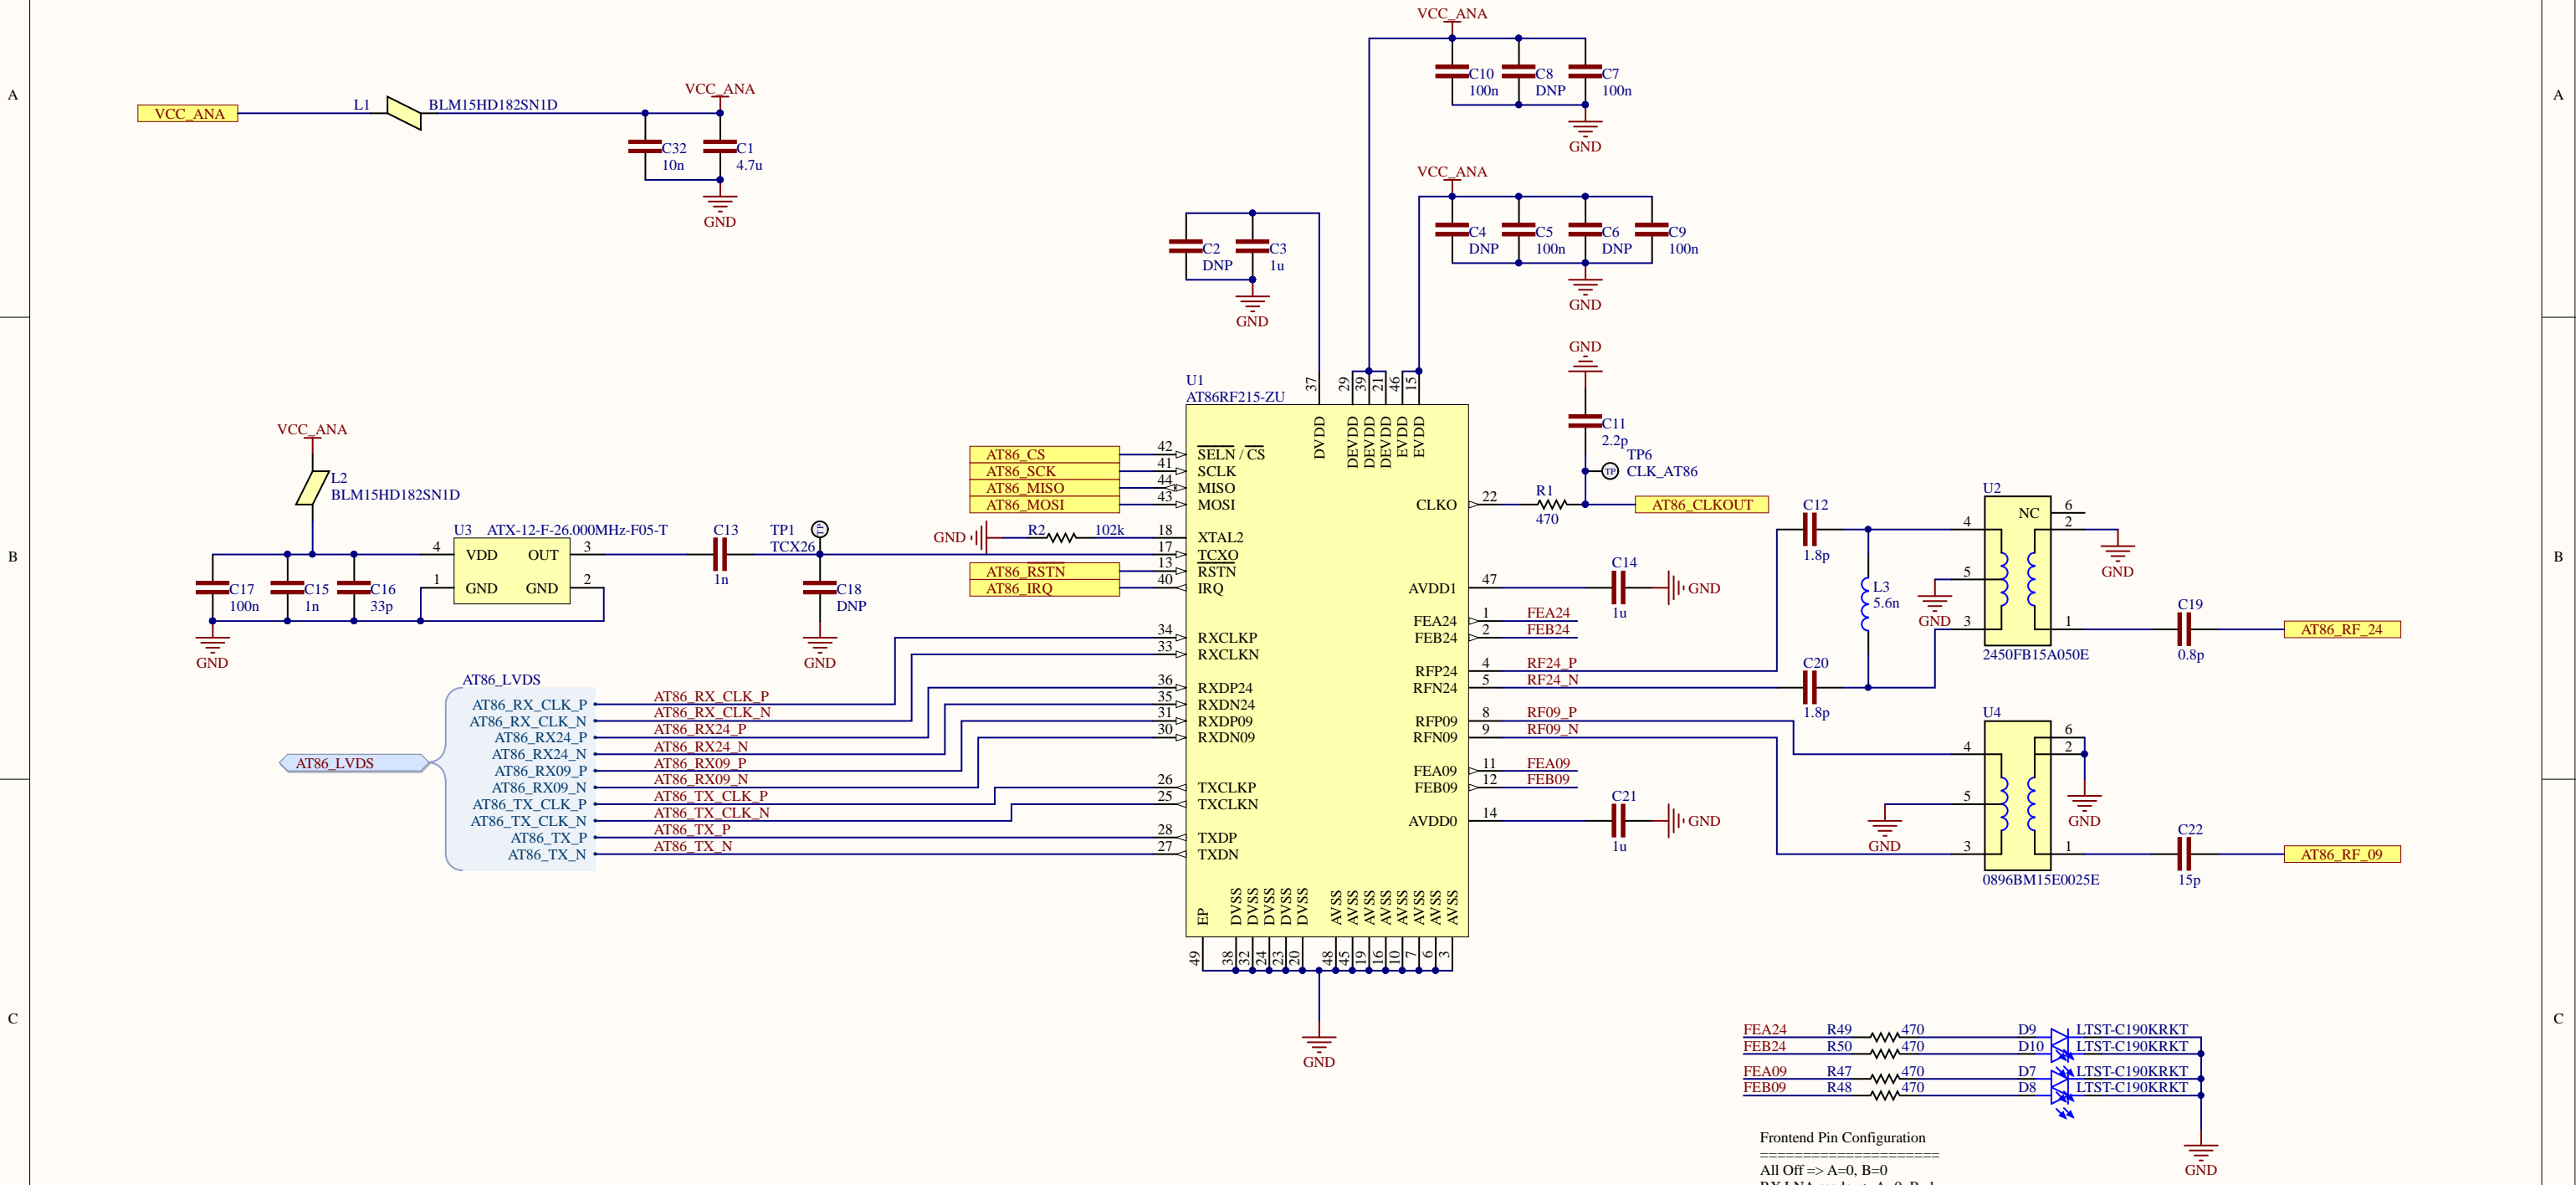 VCC_ANA
A
A
C10
C8
C7
100n
DNP
100n
VCC_ANA
L1
BLM15HD182SN1D
VCC_ANA
C32
C1
10n
4.7u
GND
GND
VCC_ANA
C4
C5
C6
C9
DNP
100n
DNP
100n
C2
C3
DNP
1u
GND
GND
GND
C11
2.2p
TP6
TP
CLK_AT86
U1
AT86RF215-ZU
37
29
39
21
46
15
DVDD
DEVDD
DEVDD
DEVDD
EVDD
EVDD
VCC_ANA
L2
BLM15HD182SN1D
U3
ATX-12-F-26.000MHz-F05-T
4
VDD
OUT
3
1
GND
GND
2
C17
C15
C16
100n
1n
33p
GND
C13
1n
TP1
TP
TCX26
C18
DNP
GND
AT86_CS
42
SELN / CS
AT86_SCK
41
SCLK
AT86_MISO
44
MISO
AT86_MOSI
43
MOSI
GND
R2
102k
18
XTAL2
17
TCXO
AT86_RSTN
13
RSTN
AT86_IRQ
40
IRQ
34
RXCLKP
33
RXCLKN
36
RXDP24
35
RXDN24
31
RXDP09
30
RXDN09
26
TXCLKP
25
TXCLKN
28
TXDP
27
TXDN
B
B
AT86_LVDS
AT86_LVDS
AT86_RX_CLK_P
AT86_RX_CLK_P
AT86_RX_CLK_N
AT86_RX_CLK_N
AT86_RX24_P
AT86_RX24_P
AT86_RX24_N
AT86_RX24_N
AT86_RX09_P
AT86_RX09_P
AT86_RX09_N
AT86_RX09_N
AT86_TX_CLK_P
AT86_TX_CLK_P
AT86_TX_CLK_N
AT86_TX_CLK_N
AT86_TX_P
AT86_TX_P
AT86_TX_N
AT86_TX_N
CLKO
22
R1
470
AT86_CLKOUT
AVDD1
47
C14
1u
GND
FEA24
1
FEA24
FEB24
2
FEB24
RFP24
4
RF24_P
RFN24
5
RF24_N
RFP09
8
RF09_P
RFN09
9
RF09_N
FEA09
11
FEA09
FEB09
12
FEB09
AVDD0
14
C21
1u
GND
C12
1.8p
L3
5.6n
C20
1.8p
U2
NC
6
4
2
GND
5
GND
3
1
2450FB15A050E
C19
0.8p
AT86_RF_24
U4
6
4
2
GND
5
GND
3
1
0896BM15E0025E
C22
15p
AT86_RF_09
EP
DVSS
DVSS
DVSS
DVSS
DVSS
AVSS
AVSS
AVSS
AVSS
AVSS
AVSS
AVSS
AVSS
49
38
32
24
23
20
48
45
19
16
10
7
6
3
GND
C
C
FEA24
R49
470
D9
LTST-C190KRKT
FEB24
R50
470
D10
LTST-C190KRKT
FEA09
R47
470
D7
LTST-C190KRKT
FEB09
R48
470
D8
LTST-C190KRKT
GND
Frontend Pin Configuration
=====================
All Off => A=0, B=0